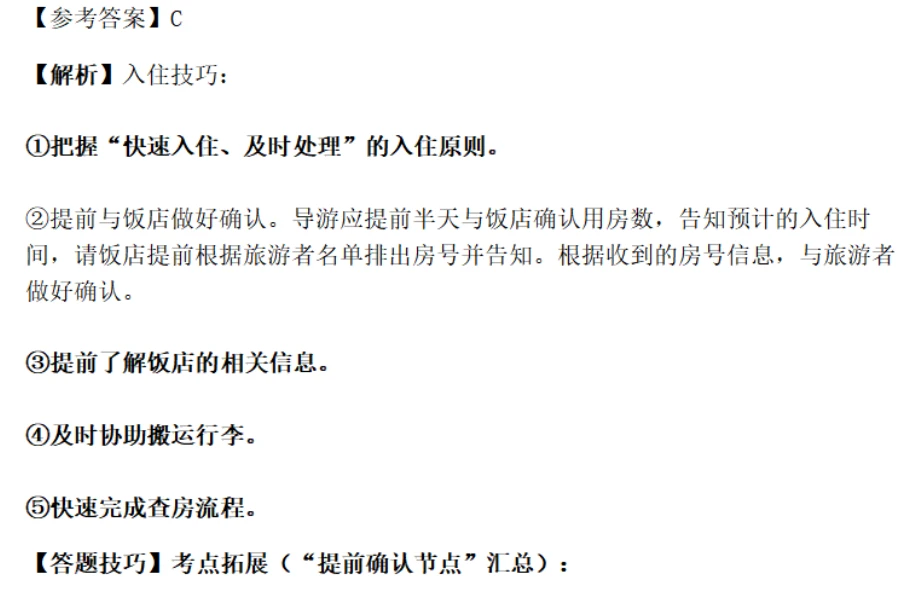 【参考答案】C
【解析】入住技巧：
①把握“快速入住、及时处理”的入住原则。
②提前与饭店做好确认。导游应提前半天与饭店确认用房数，告知预计的入住时
间，请饭店提前根据旅游者名单排出房号并告知。根据收到的房号信息，与旅游者
做好确认。
③提前了解饭店的相关信息。
④及时协助搬运行李。
⑤快速完成查房流程。
【答题技巧】考点拓展（“提前确认节点”汇总）：